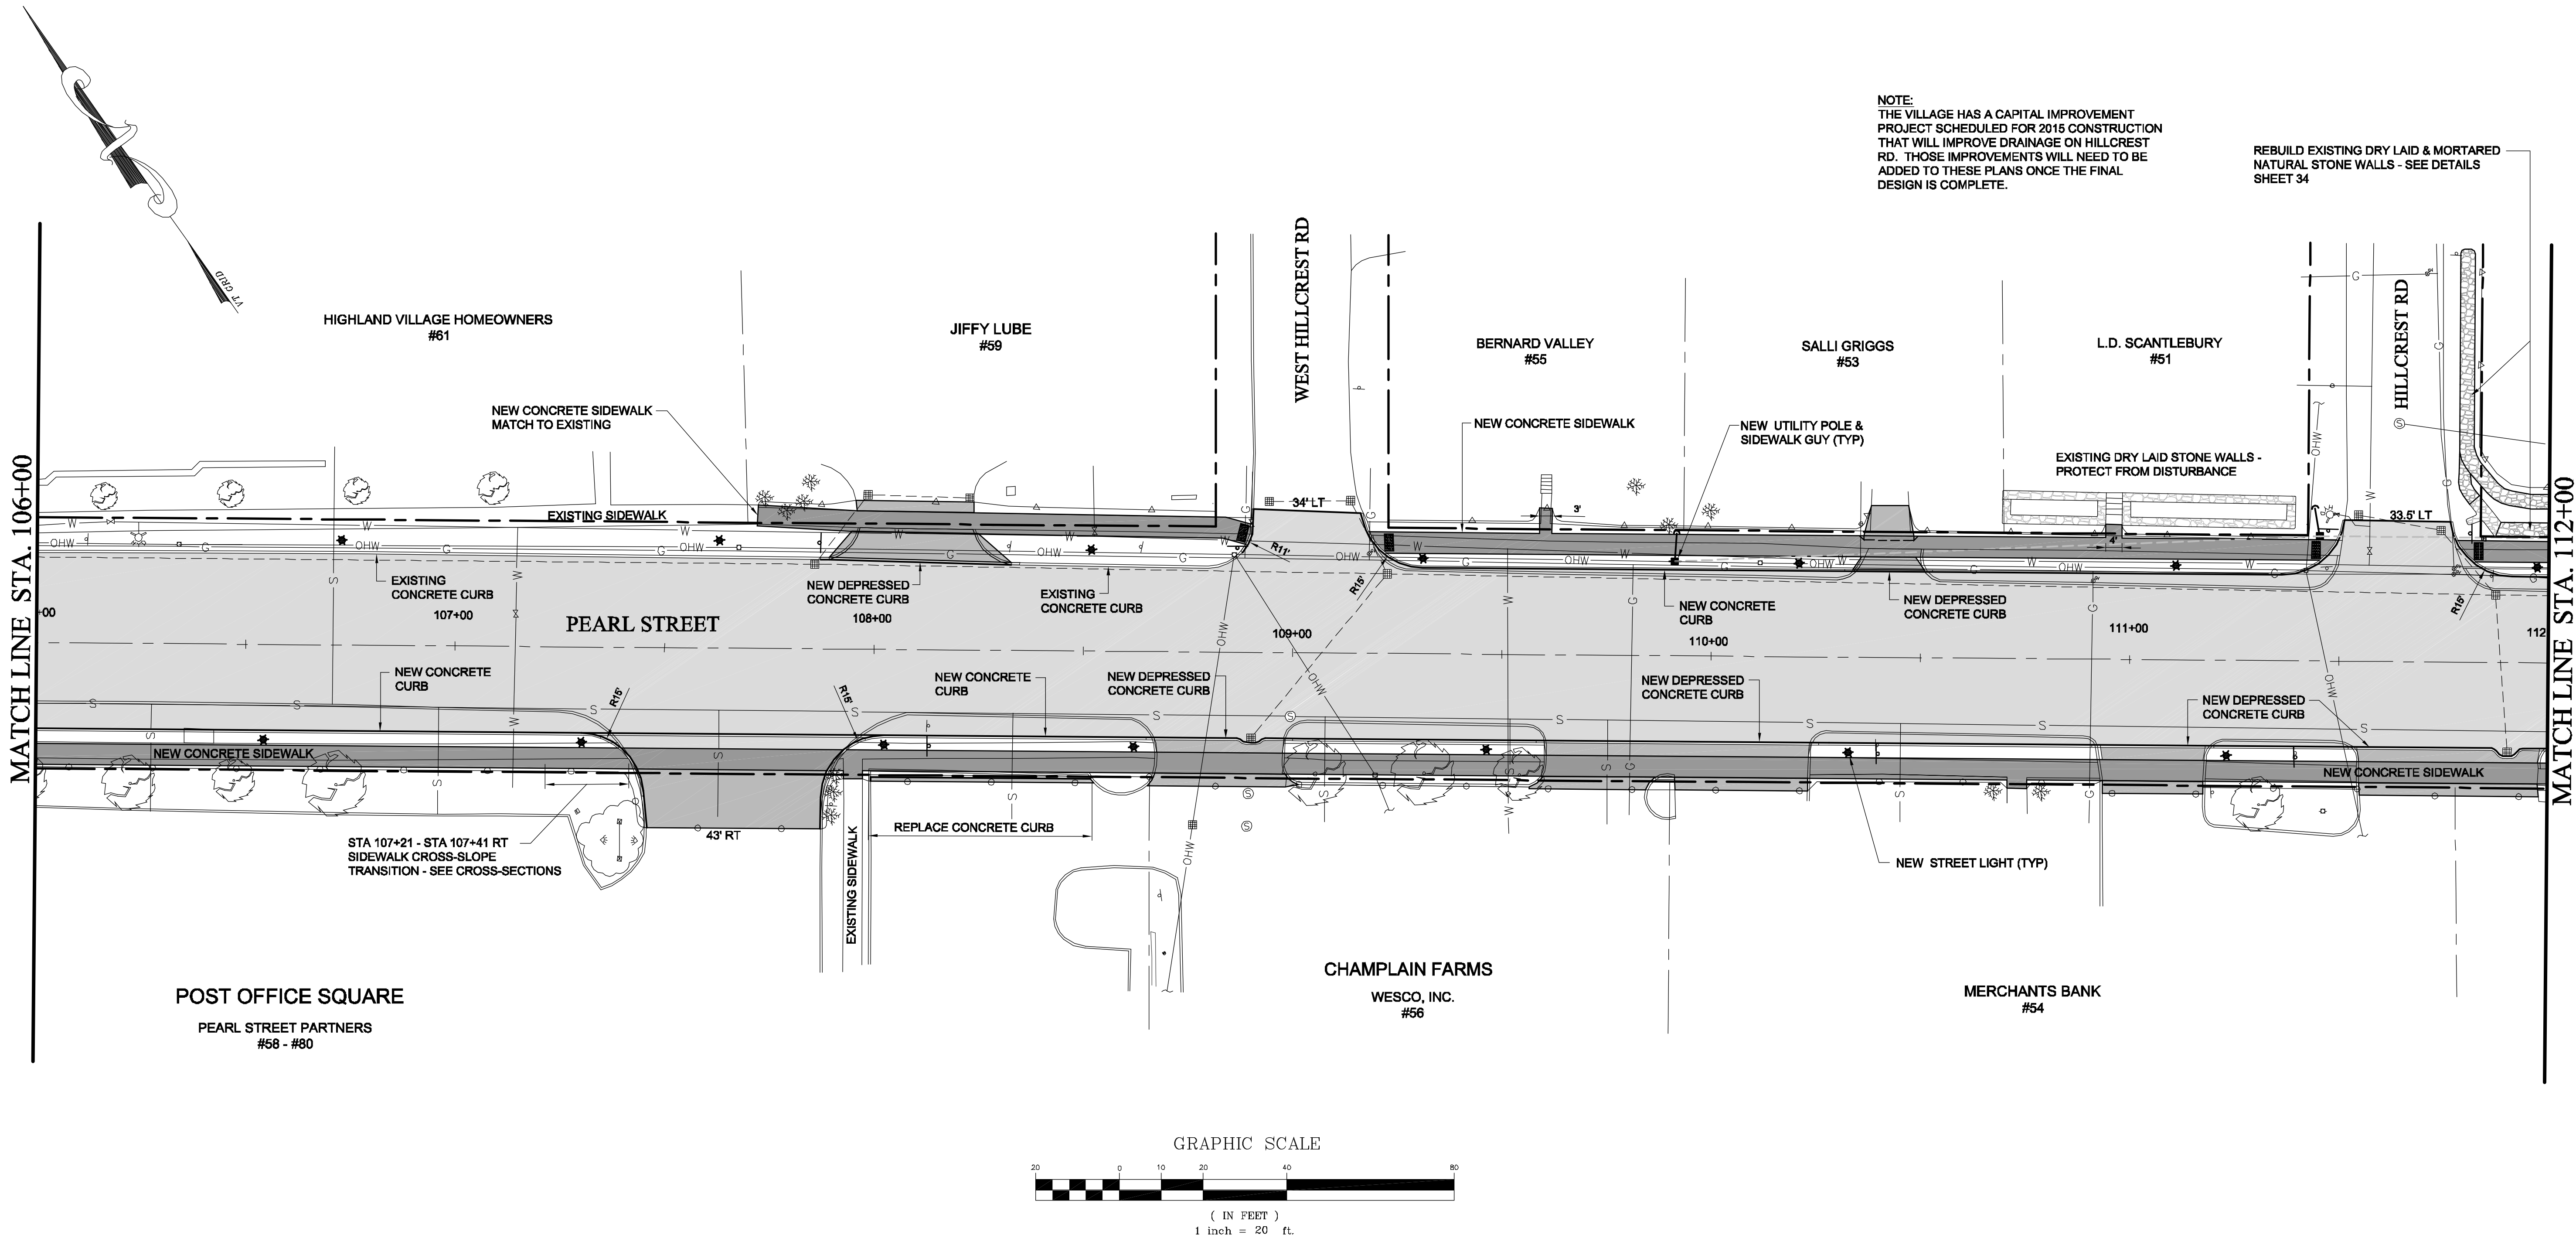 NOTE:
THE VILLAGE HAS A CAPITAL IMPROVEMENT
PROJECT SCHEDULED FOR 2015 CONSTRUCTION
THAT WILL IMPROVE DRAINAGE ON HILLCREST
RD. THOSE IMPROVEMENTS WILL NEED TO BE
ADDED TO THESE PLANS ONCE THE FINAL
DESIGN IS COMPLETE.
REBUILD EXISTING DRY LAID & MORTARED
NATURAL STONE WALLS - SEE DETAILS
SHEET 34
VT GRID
MATCH LINE STA. 106+00
HIGHLAND VILLAGE HOMEOWNERS
#61
JIFFY LUBE
#59
WEST HILLCREST RD
BERNARD VALLEY
#55
SALLI GRIGGS
#53
L.D. SCANTLEBURY
#51
HILLCREST RD
MATCH LINE STA. 112+00
NEW CONCRETE SIDEWALK
MATCH TO EXISTING
NEW CONCRETE SIDEWALK
NEW UTILITY POLE &
SIDEWALK GUY (TYP)
EXISTING DRY LAID STONE WALLS -
PROTECT FROM DISTURBANCE
EXISTING SIDEWALK
34' LT
3'
4'
33.5' LT
R11'
R15'
R15'
EXISTING
CONCRETE CURB
NEW DEPRESSED
CONCRETE CURB
EXISTING
CONCRETE CURB
NEW CONCRETE
CURB
NEW DEPRESSED
CONCRETE CURB
+00
107+00
108+00
109+00
110+00
111+00
112
PEARL STREET
NEW CONCRETE
CURB
R15'
R15'
NEW CONCRETE
CURB
NEW DEPRESSED
CONCRETE CURB
NEW DEPRESSED
CONCRETE CURB
NEW DEPRESSED
CONCRETE CURB
NEW CONCRETE SIDEWALK
NEW CONCRETE SIDEWALK
STA 107+21 - STA 107+41 RT
SIDEWALK CROSS-SLOPE
TRANSITION - SEE CROSS-SECTIONS
43' RT
EXISTING SIDEWALK
REPLACE CONCRETE CURB
NEW STREET LIGHT (TYP)
POST OFFICE SQUARE
PEARL STREET PARTNERS
#58 - #80
CHAMPLAIN FARMS
WESCO, INC.
#56
MERCHANTS BANK
#54
GRAPHIC SCALE
20 0 10 20 40 80
( IN FEET )
1 inch = 20 ft.